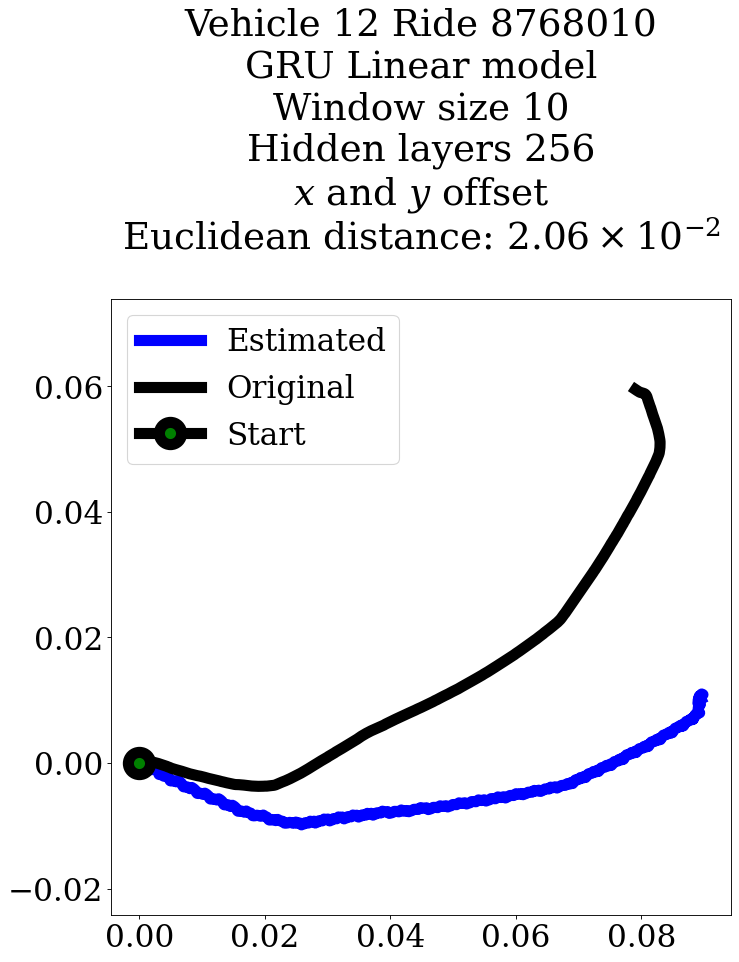 Vehicle 12 Ride 8768010
GRU Linear model
Window size 10
Hidden layers 256
x and y offset
Euclidean distance: 2.06 × 10⁻²
Estimated
Original
Start
0.06
0.04
0.02
0.00
−0.02
0.00 0.02 0.04 0.06 0.08